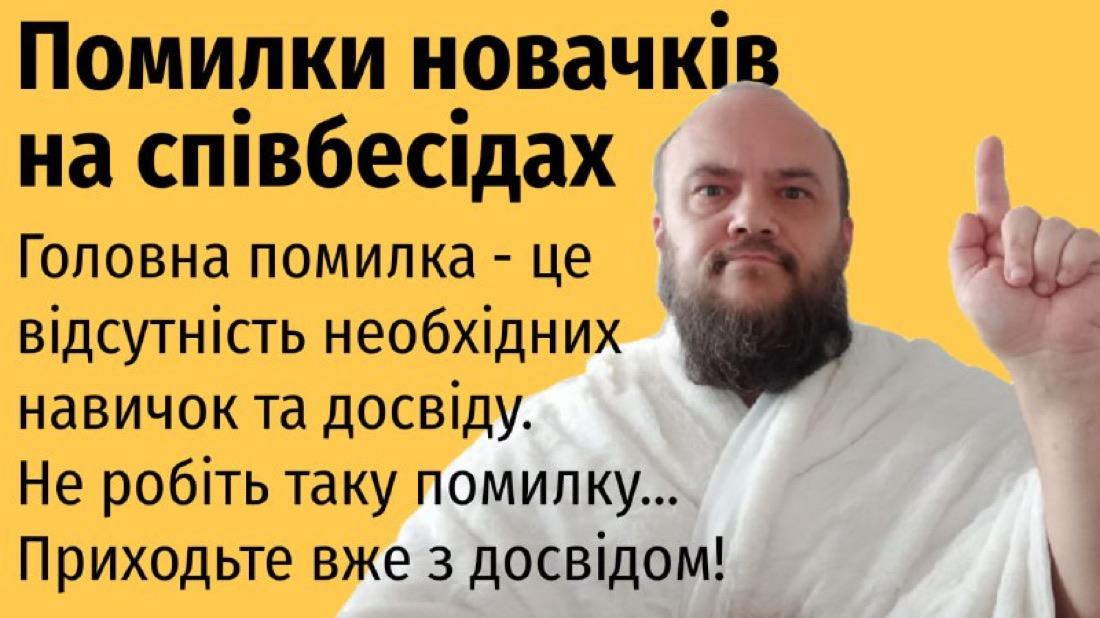 Помилки новачків
на співбесідах
Головна помилка - це
відсутність необхідних
навичок та досвіду.
Не робіть таку помилку...
Приходьте вже з досвідом!